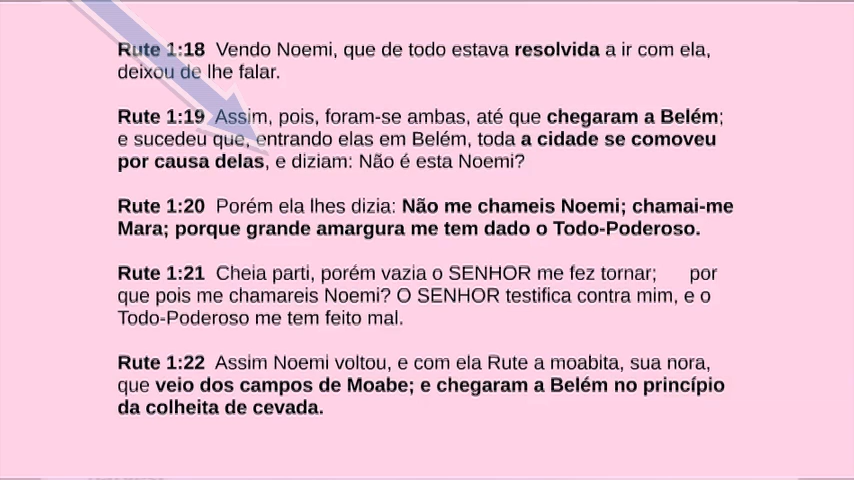 Rute 1:18 Vendo Noemi, que de todo estava resolvida a ir com ela,
deixou de lhe falar.
Rute 1:19 Assim, pois, foram-se ambas, até que chegaram a Belém;
e sucedeu que, entrando elas em Belém, toda a cidade se comoveu
por causa delas, e diziam: Não é esta Noemi?
Rute 1:20 Porém ela lhes dizia: Não me chameis Noemi; chamai-me
Mara; porque grande amargura me tem dado o Todo-Poderoso.
Rute 1:21 Cheia parti, porém vazia o SENHOR me fez tornar; por
que pois me chamareis Noemi? O SENHOR testifica contra mim, e o
Todo-Poderoso me tem feito mal.
Rute 1:22 Assim Noemi voltou, e com ela Rute a moabita, sua nora,
que veio dos campos de Moabe; e chegaram a Belém no princípio
da colheita de cevada.